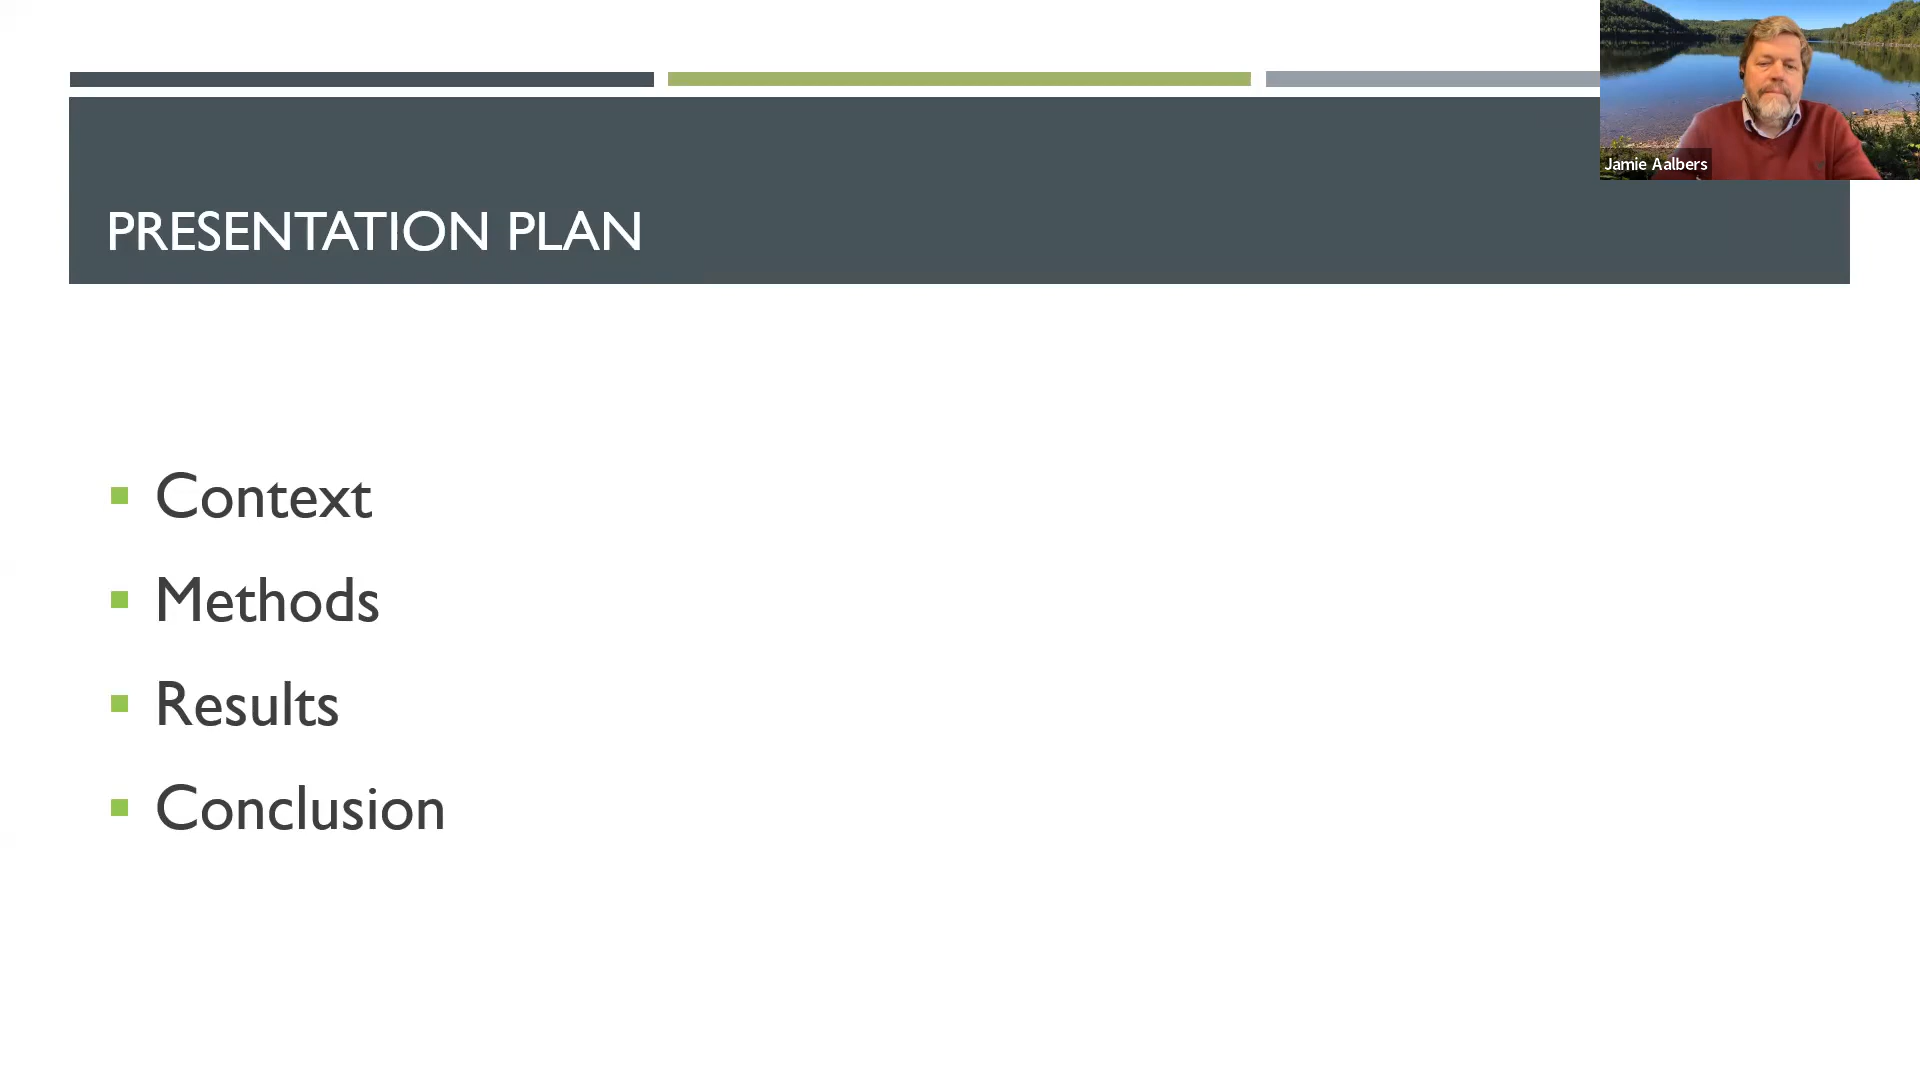 Jamie Aalbers
PRESENTATION PLAN
Context
Methods
Results
Conclusion